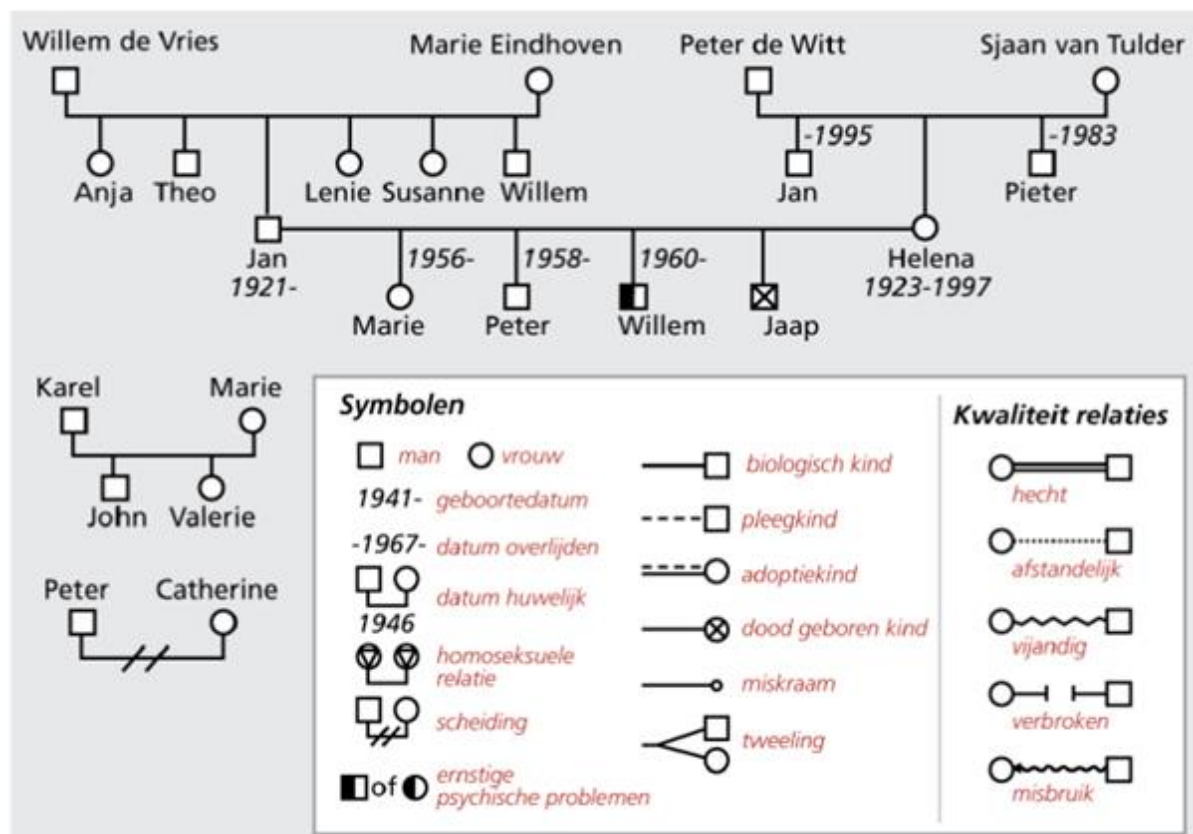 Willem de Vries
Marie Eindhoven
Peter de Witt
Sjaan van Tulder
-1995
-1983
Anja
Theo
Lenie
Susanne
Willem
Jan
Pieter
Jan
1921-
1956-
1958-
1960-
Helena
1923-1997
Marie
Peter
Willem
Jaap
Karel
Marie
John
Valerie
Peter
Catherine
Symbolen
man
vrouw
1941- geboortedatum
-1967- datum overlijden
datum huwelijk
1946
homoseksuele
relatie
scheiding
of
ernstige
psychische problemen
biologisch kind
pleegkind
adoptiekind
dood geboren kind
miskraam
tweeling
Kwaliteit relaties
hecht
afstandelijk
vijandig
verbroken
misbruik